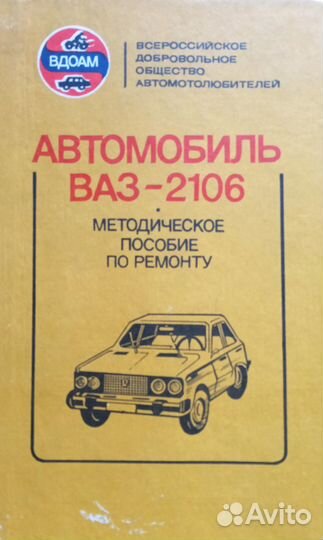 ВДОАМ
ВСЕРОССИЙСКОЕ
ДОБРОВОЛЬНОЕ
ОБЩЕСТВО
АВТОМОТОЛЮБИТЕЛЕЙ
АВТОМОБИЛЬ
ВАЗ-2106
МЕТОДИЧЕСКОЕ
ПОСОБИЕ
ПО РЕМОНТУ
Avito